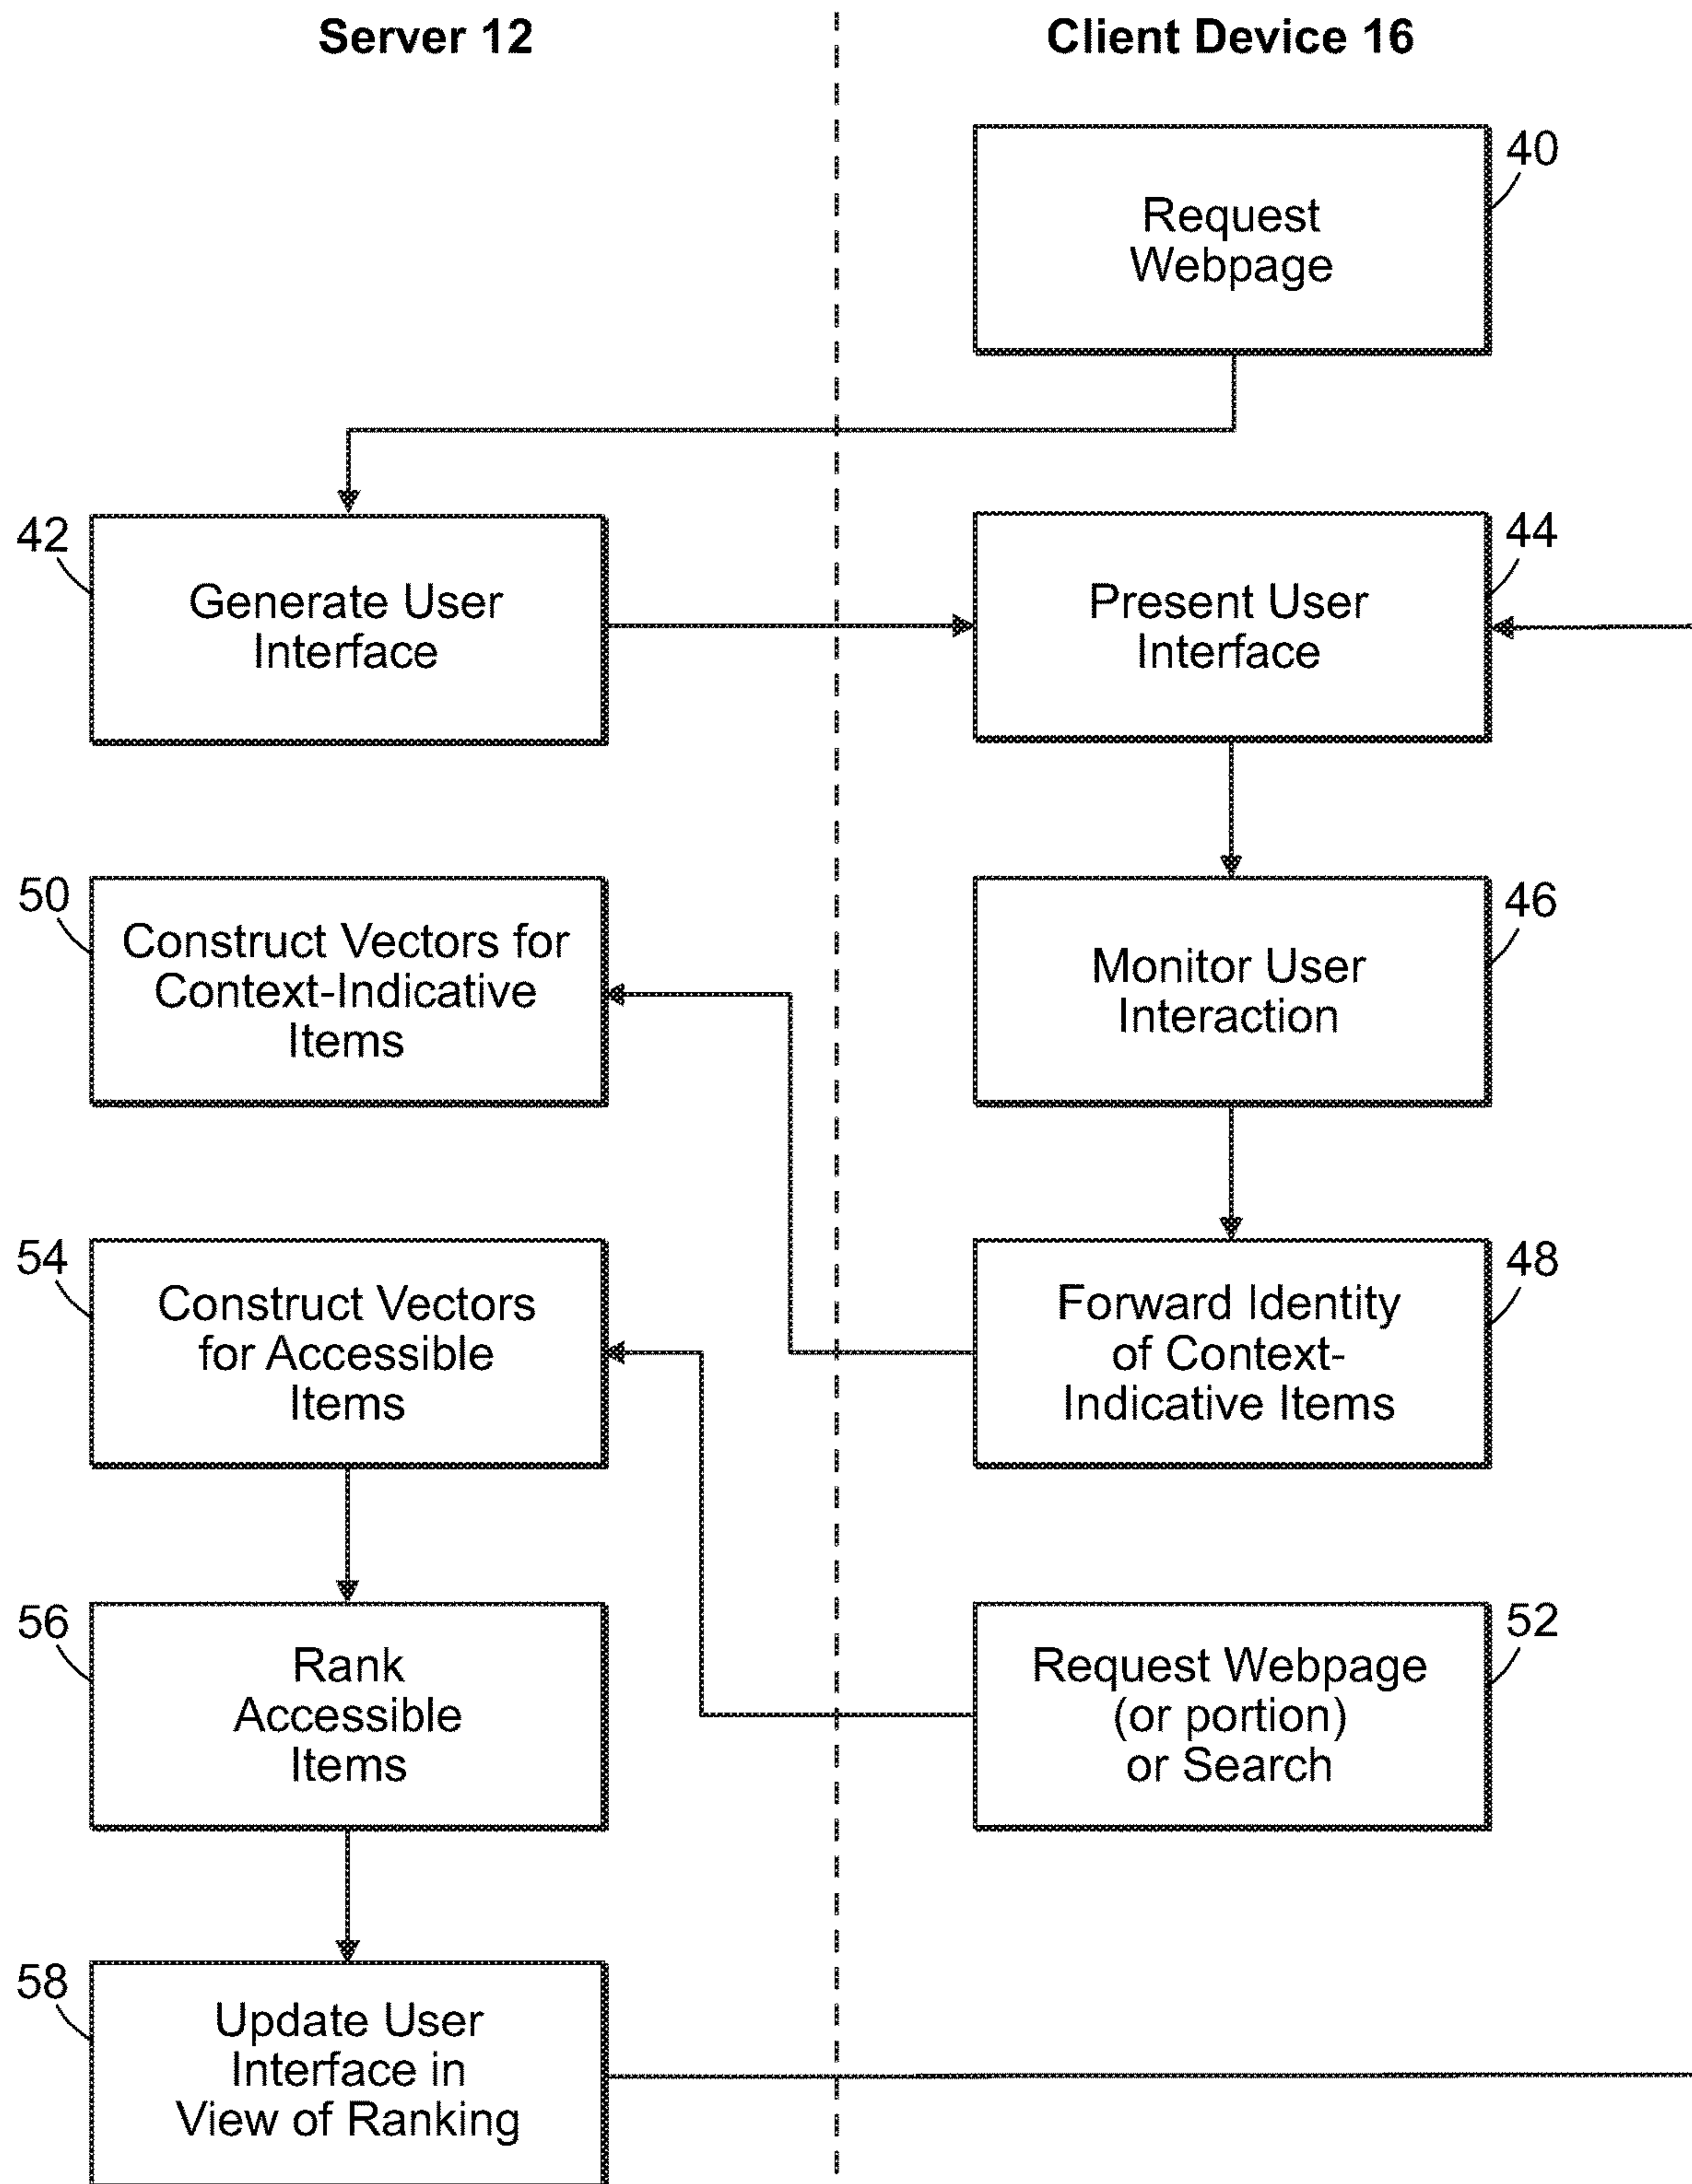 Server 12
Client Device 16
40
Request
Webpage
42
Generate User
Interface
44
Present User
Interface
50
Construct Vectors for
Context-Indicative
Items
46
Monitor User
Interaction
54
Construct Vectors
for Accessible
Items
48
Forward Identity
of Context-
Indicative Items
56
Rank
Accessible
Items
52
Request Webpage
(or portion)
or Search
58
Update User
Interface in
View of Ranking